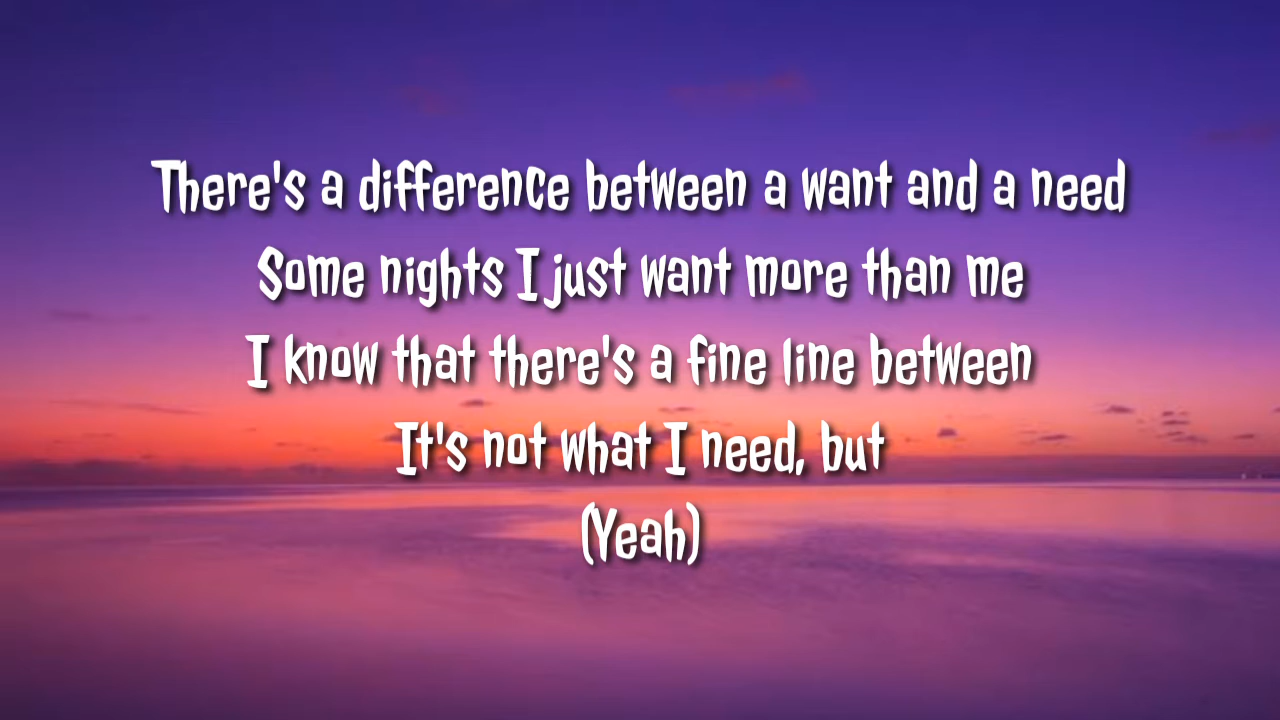 There's a difference between a want and a need
Some nights I just want more than me
I know that there's a fine line between
It's not what I need, but
(Yeah)